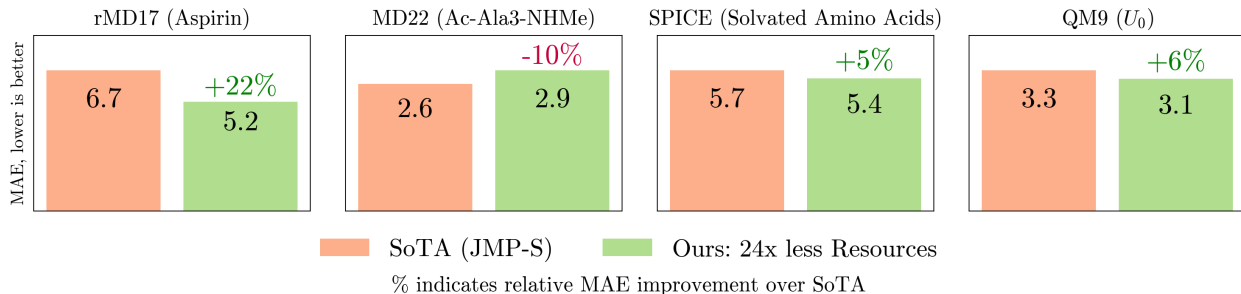 rMD17 (Aspirin)
MD22 (Ac-Ala3-NHMe)
SPICE (Solvated Amino Acids)
QM9 (U₀)
MAE, lower is better
6.7
+22%
5.2
2.6
-10%
2.9
5.7
+5%
5.4
3.3
+6%
3.1
SoTA (JMP-S)
Ours: 24x less Resources
% indicates relative MAE improvement over SoTA